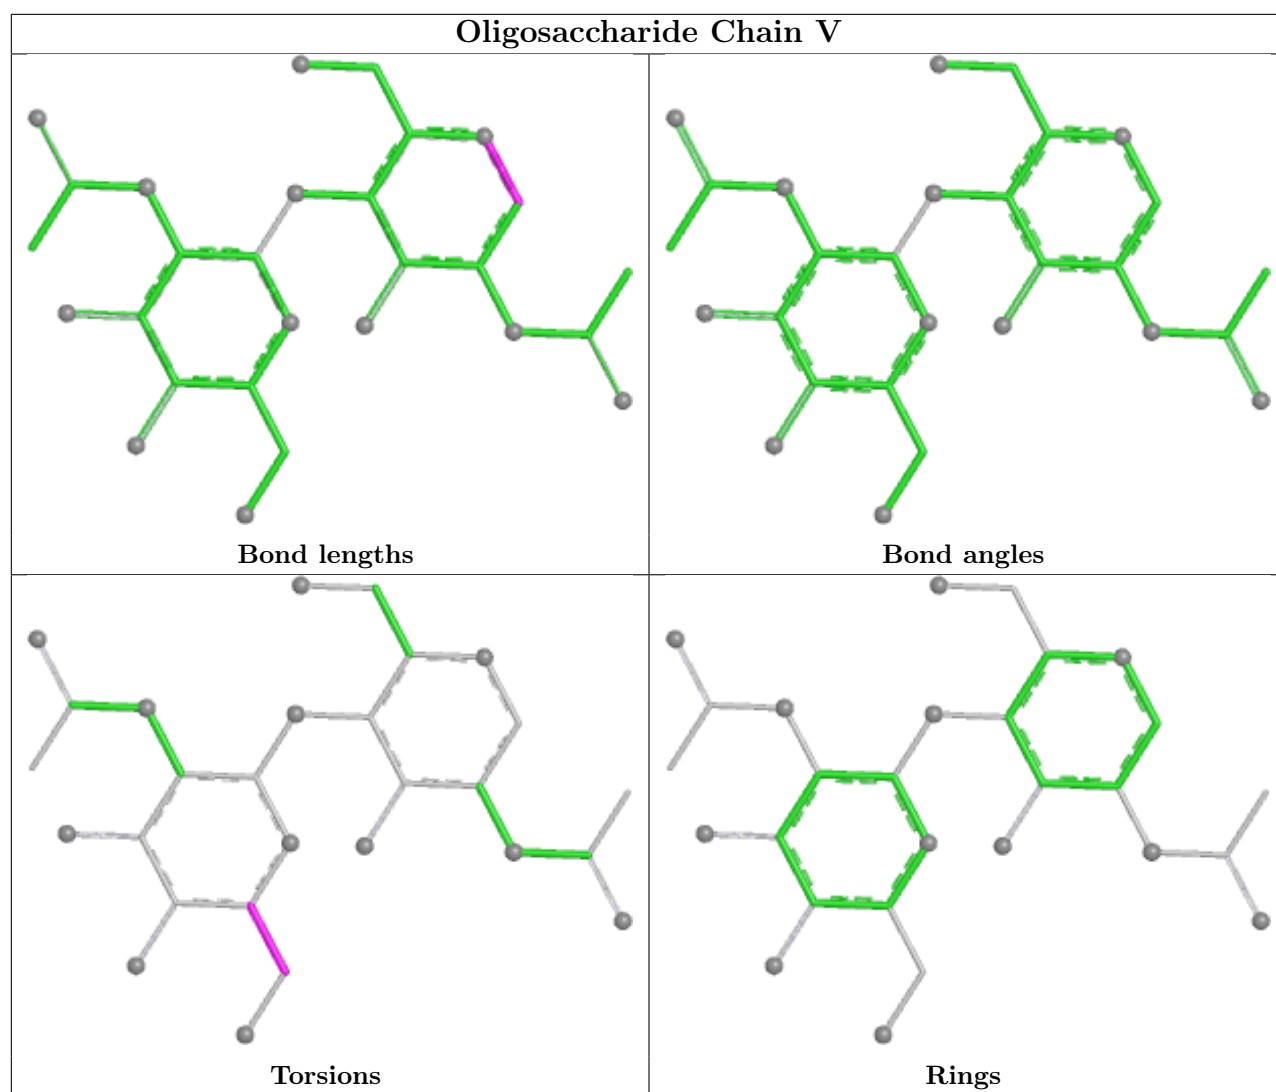 Oligosaccharide Chain V
Bond lengths
Bond angles
Torsions
Rings